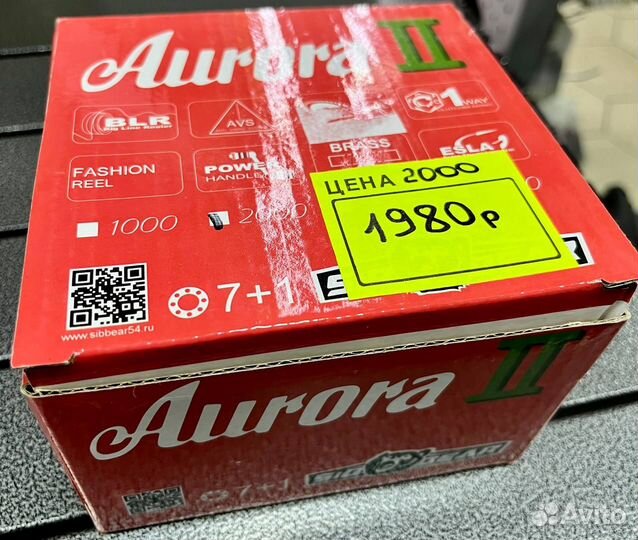 Aurora II
BLR
Big Line Roller
AVS
1 WAY
FASHION REEL
POWER HANDLE
BRASS
ESLA-2
ЦЕНА 2000
1980р
1000
2000
7+1
www.sibbear54.ru
Aurora II
7+1
Avito